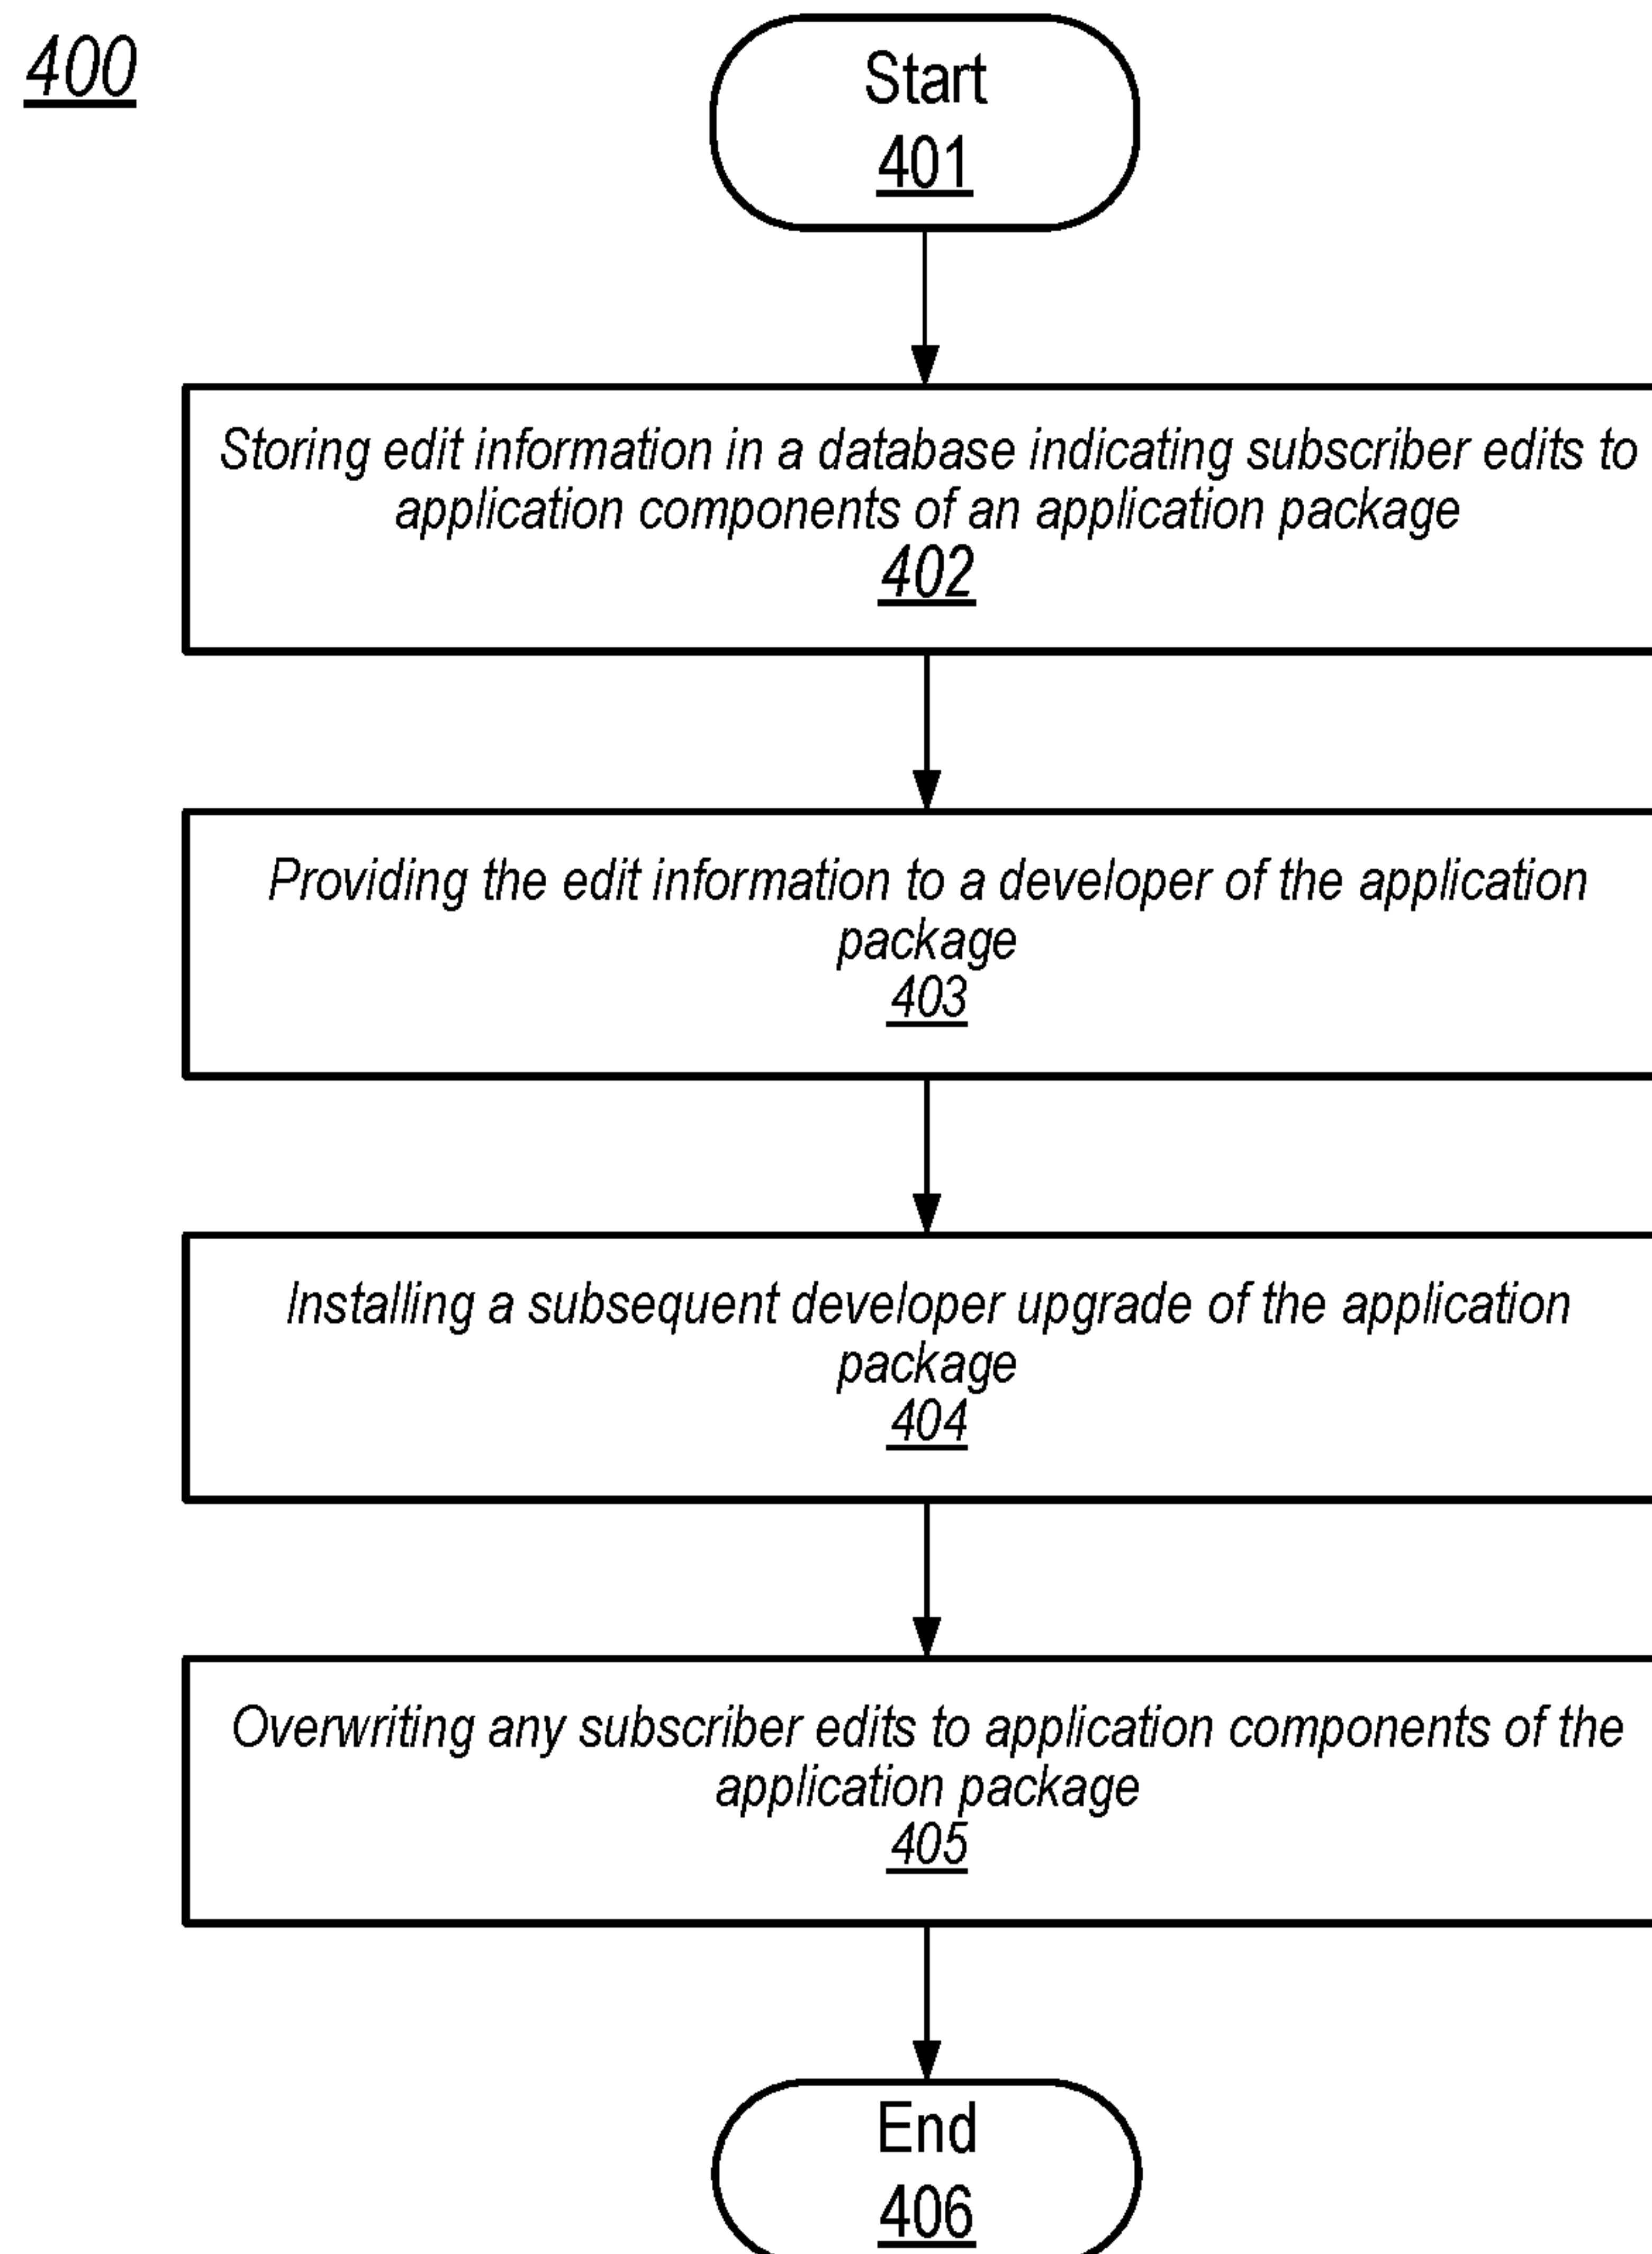 400
Start
401
Storing edit information in a database indicating subscriber edits to
application components of an application package
402
Providing the edit information to a developer of the application
package
403
Installing a subsequent developer upgrade of the application
package
404
Overwriting any subscriber edits to application components of the
application package
405
End
406